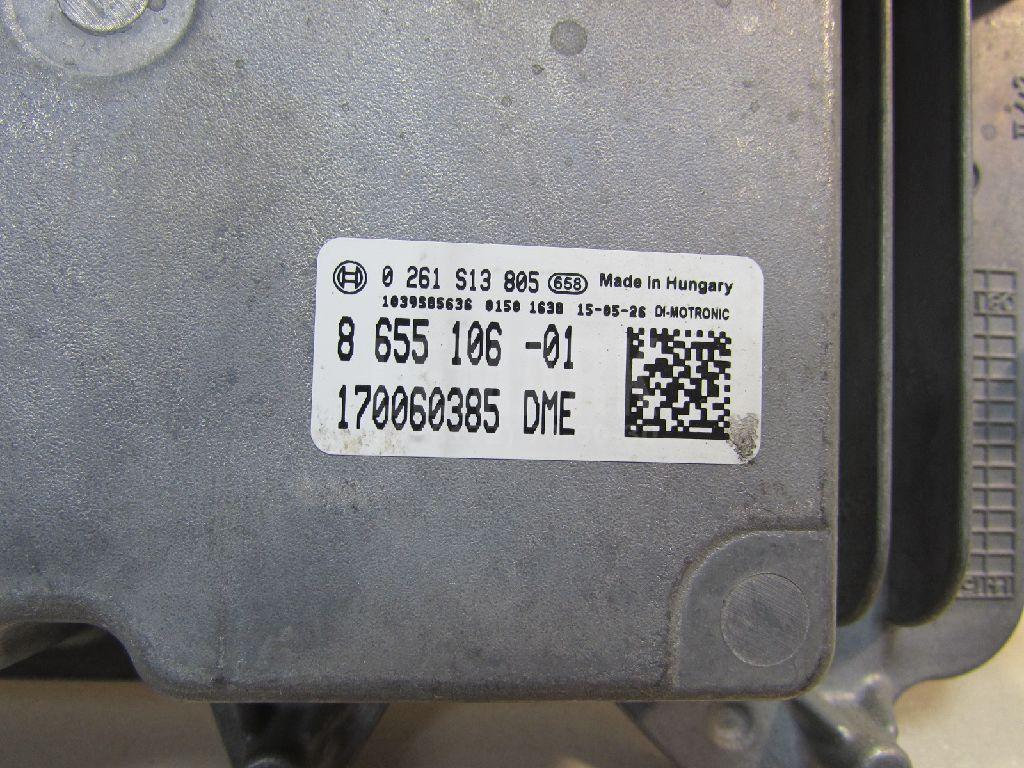 0 261 S13 805 658 Made in Hungary
1039S85636 0150 1638 15-05-26 DI-MOTRONIC
8 655 106 -01
170060385 DME